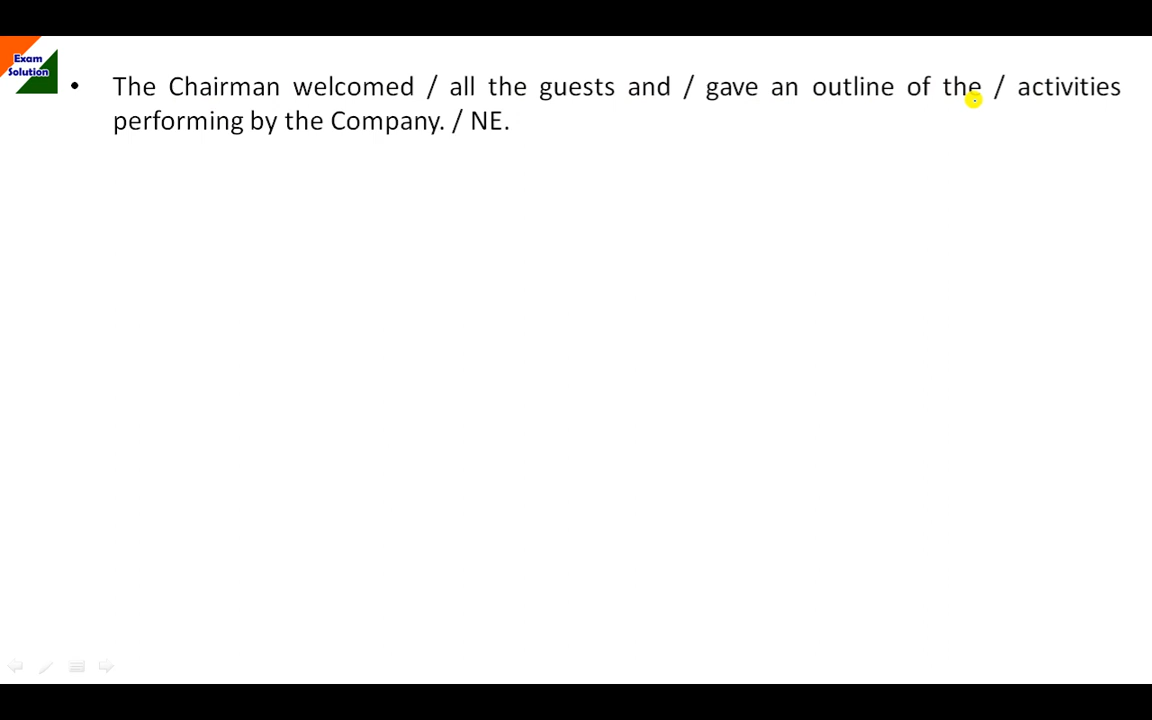 Exam
Solution
• The Chairman welcomed / all the guests and / gave an outline of the / activities
performing by the Company. / NE.